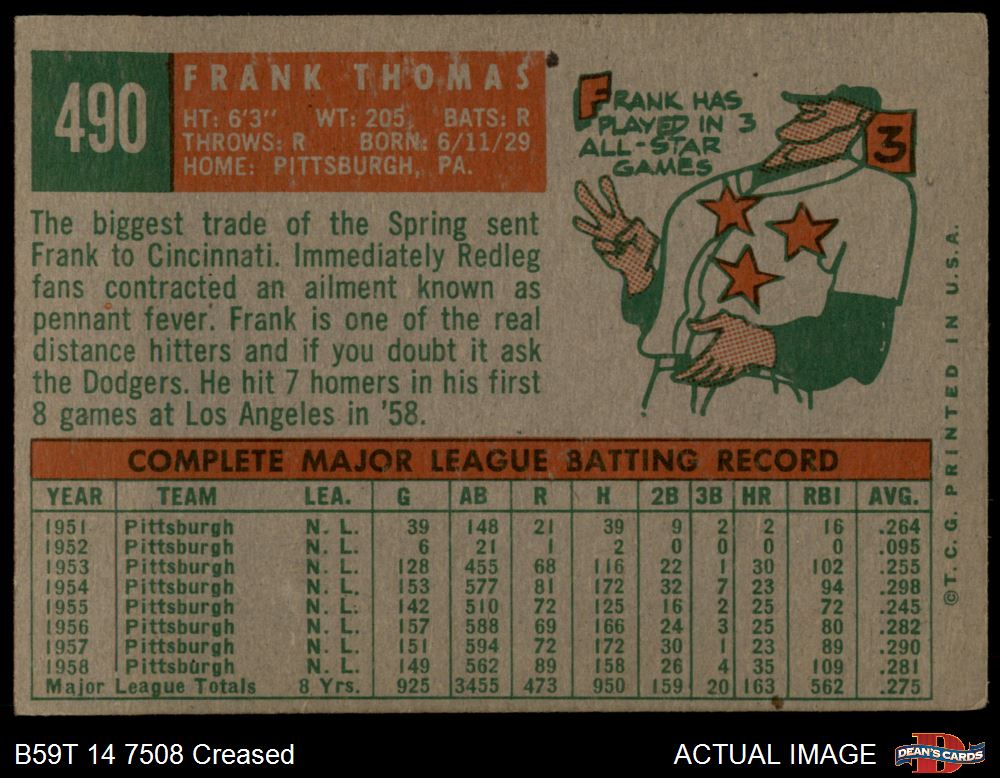 490
FRANK THOMAS
HT: 6'3" WT: 205 BATS: R
THROWS: R BORN: 6/11/29
HOME: PITTSBURGH, PA.
FRANK HAS
PLAYED IN 3
ALL-STAR
GAMES
3
The biggest trade of the Spring sent
Frank to Cincinnati. Immediately Redleg
fans contracted an ailment known as
pennant fever. Frank is one of the real
distance hitters and if you doubt it ask
the Dodgers. He hit 7 homers in his first
8 games at Los Angeles in '58.
COMPLETE MAJOR LEAGUE BATTING RECORD
YEAR TEAM LEA. G AB R H 2B 3B HR RBI AVG.
1951 Pittsburgh N. L. 39 148 21 39 9 2 2 16 .264
1952 Pittsburgh N. L. 6 21 1 2 0 0 0 0 .095
1953 Pittsburgh N. L. 128 455 68 116 22 1 30 102 .255
1954 Pittsburgh N. L. 153 577 81 172 32 7 23 94 .298
1955 Pittsburgh N. L. 142 510 72 125 16 2 25 72 .245
1956 Pittsburgh N. L. 157 588 69 166 24 3 25 80 .282
1957 Pittsburgh N. L. 151 594 72 172 30 1 23 89 .290
1958 Pittsburgh N. L. 149 562 89 158 26 4 35 109 .281
Major League Totals 8 Yrs. 925 3455 473 950 159 20 163 562 .275
©T.C.G. PRINTED IN U.S.A.
B59T 14 7508 Creased
ACTUAL IMAGE
DEAN'S CARDS